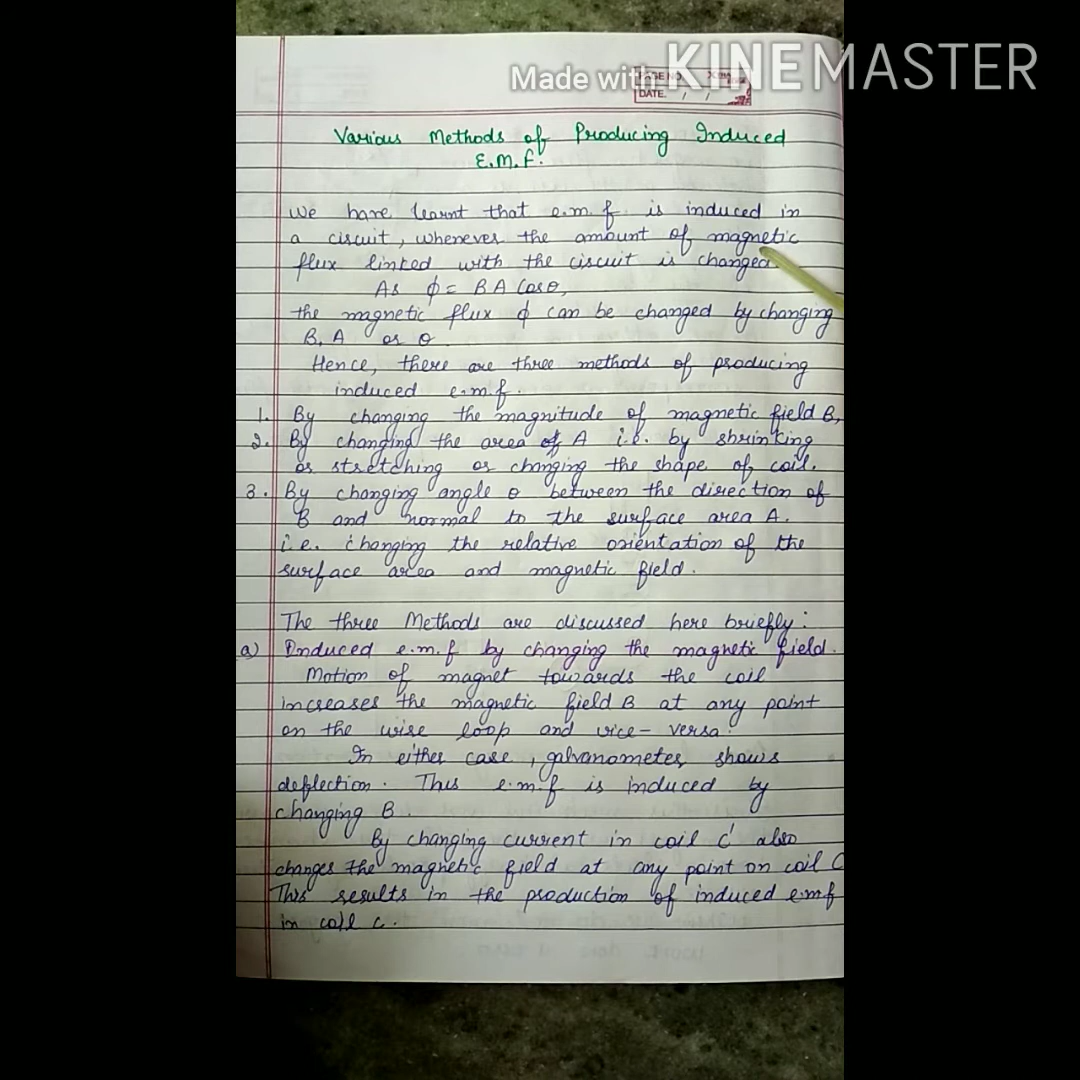 Made with KINEMASTER
PAGE NO.
DATE. / /
Various Methods of Producing Induced
E.M.F.
We have learnt that e.m.f is induced in
a circuit, whenever the amount of magnetic
flux linked with the circuit is changed
As ϕ = BA Cosθ,
the magnetic flux ϕ can be changed by changing
B, A or θ.
Hence, there are three methods of producing
induced e.m.f.
1. By changing the magnitude of magnetic field B,
2. By changing the area of A i.e. by shrinking
or stretching or changing the shape of coil.
3. By changing angle θ between the direction of
B and normal to the surface area A.
i.e. changing the relative orientation of the
surface area and magnetic field.
The three Methods are discussed here briefly:
a) Induced e.m.f by changing the magnetic field.
Motion of magnet towards the coil
increases the magnetic field B at any point
on the wire loop and vice-versa.
In either case, galvanometer, shows
deflection. Thus e.m.f is induced by
changing B.
By changing current in coil C' also
changes the magnetic field at any point on coil C
This results in the production of induced e.m.f
in coil C.